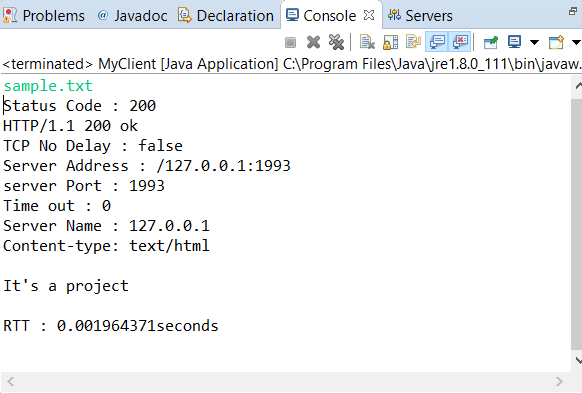 Problems @ Javadoc Declaration Console Servers
<terminated> MyClient [Java Application] C:\Program Files\Java\jre1.8.0_111\bin\javaw.
sample.txt
Status Code : 200
HTTP/1.1 200 ok
TCP No Delay : false
Server Address : /127.0.0.1:1993
server Port : 1993
Time out : 0
Server Name : 127.0.0.1
Content-type: text/html
It's a project
RTT : 0.001964371seconds